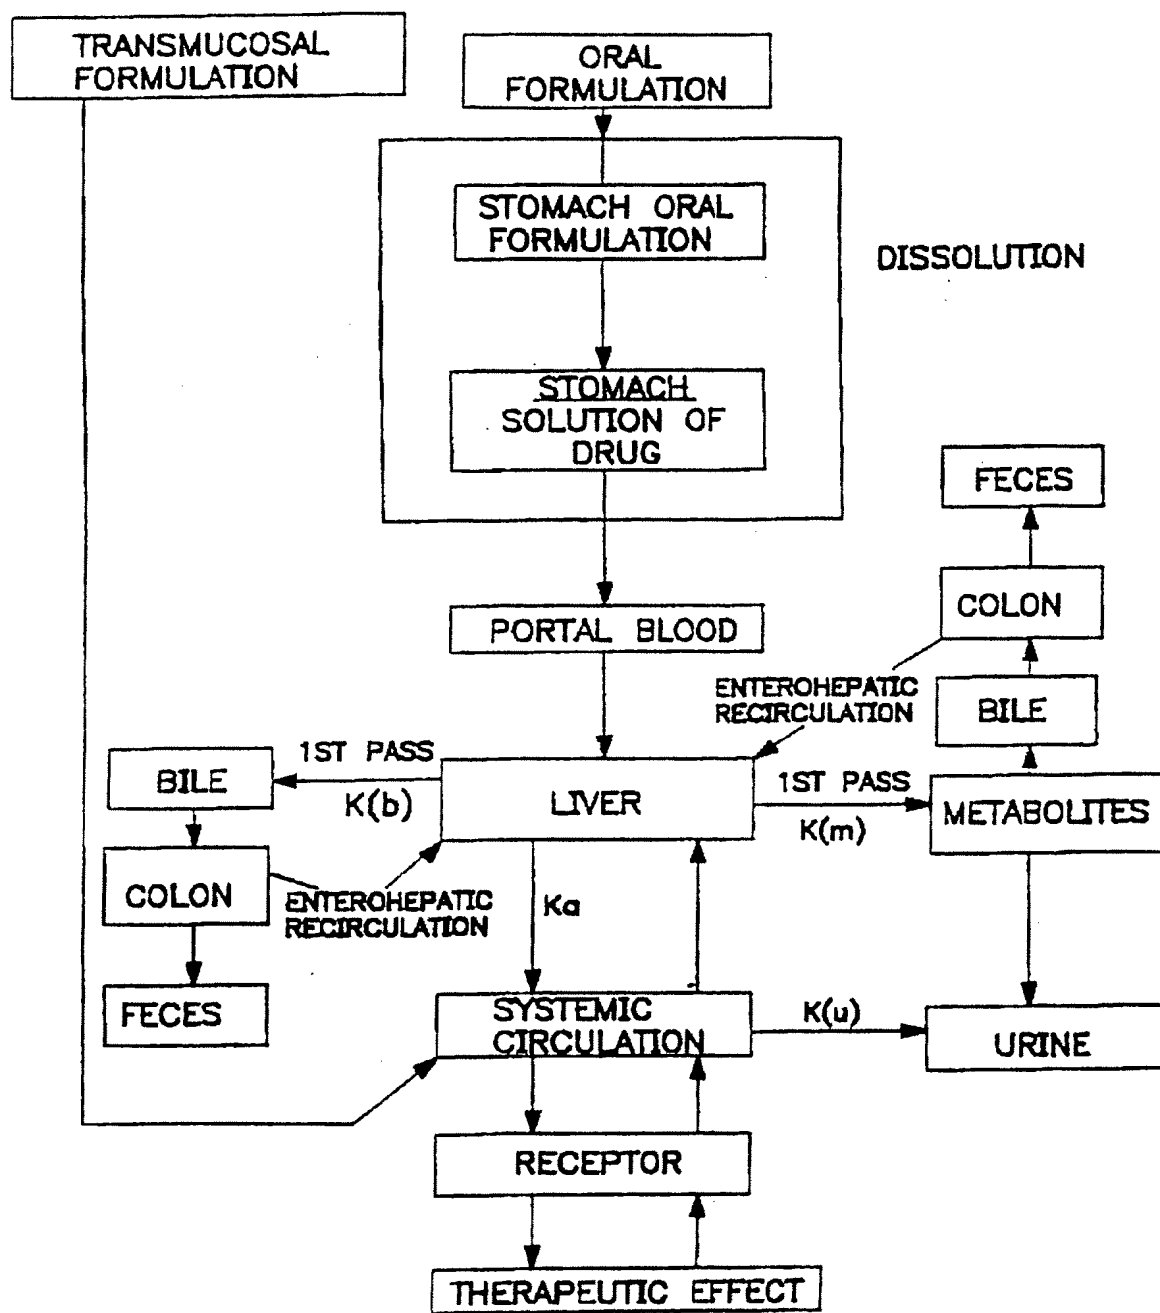 TRANSMUCOSAL
FORMULATION
ORAL
FORMULATION
STOMACH ORAL
FORMULATION
DISSOLUTION
STOMACH
SOLUTION OF
DRUG
FECES
COLON
PORTAL BLOOD
ENTEROHEPATIC
RECIRCULATION
BILE
1ST PASS
BILE
K(b)
LIVER
1ST PASS
K(m)
METABOLITES
COLON
ENTEROHEPATIC
RECIRCULATION
Ka
FECES
SYSTEMIC
CIRCULATION
K(u)
URINE
RECEPTOR
THERAPEUTIC EFFECT